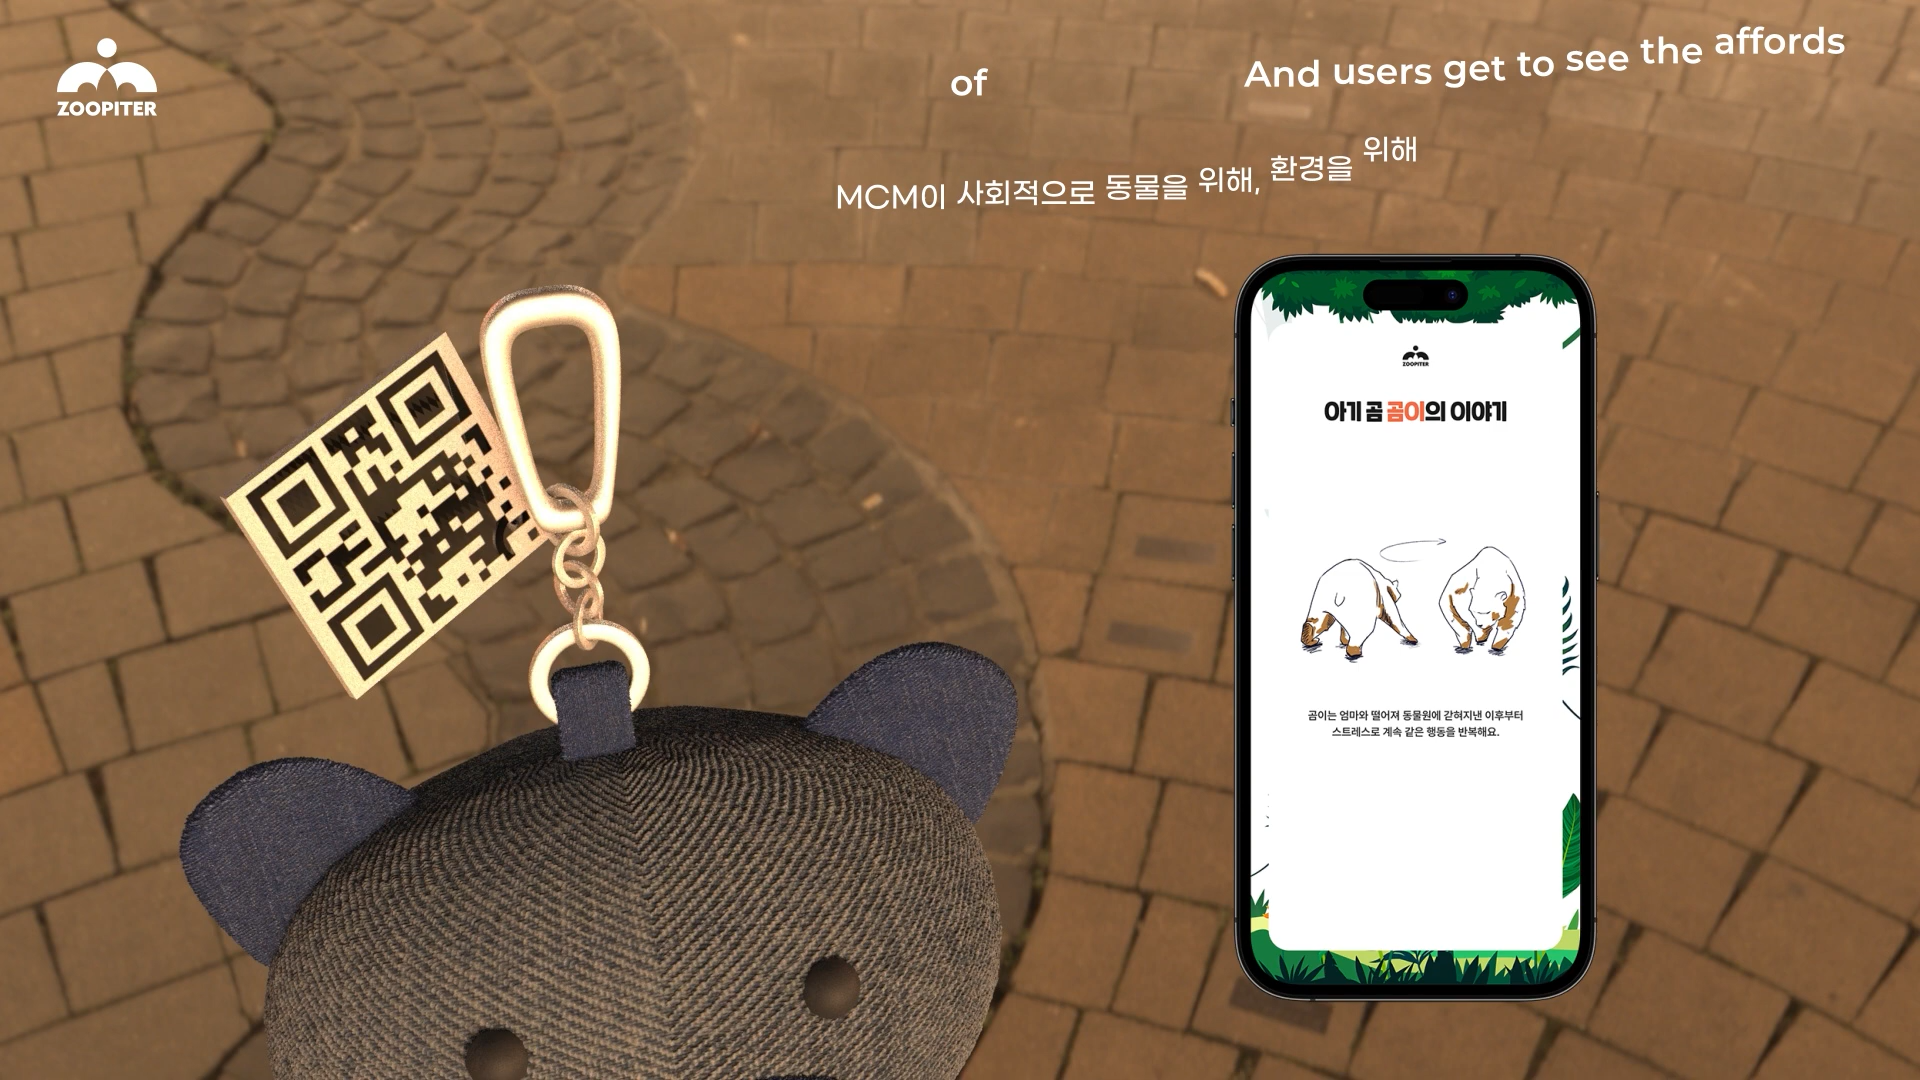 ZOOPITER
of
And users get to see the affords
MCM이 사회적으로 동물을 위해, 환경을 위해
ZOOPITER
아기 곰 곰이의 이야기
곰이는 엄마와 떨어져 동물원에 갇혀지낸 이후부터
스트레스로 계속 같은 행동을 반복해요.